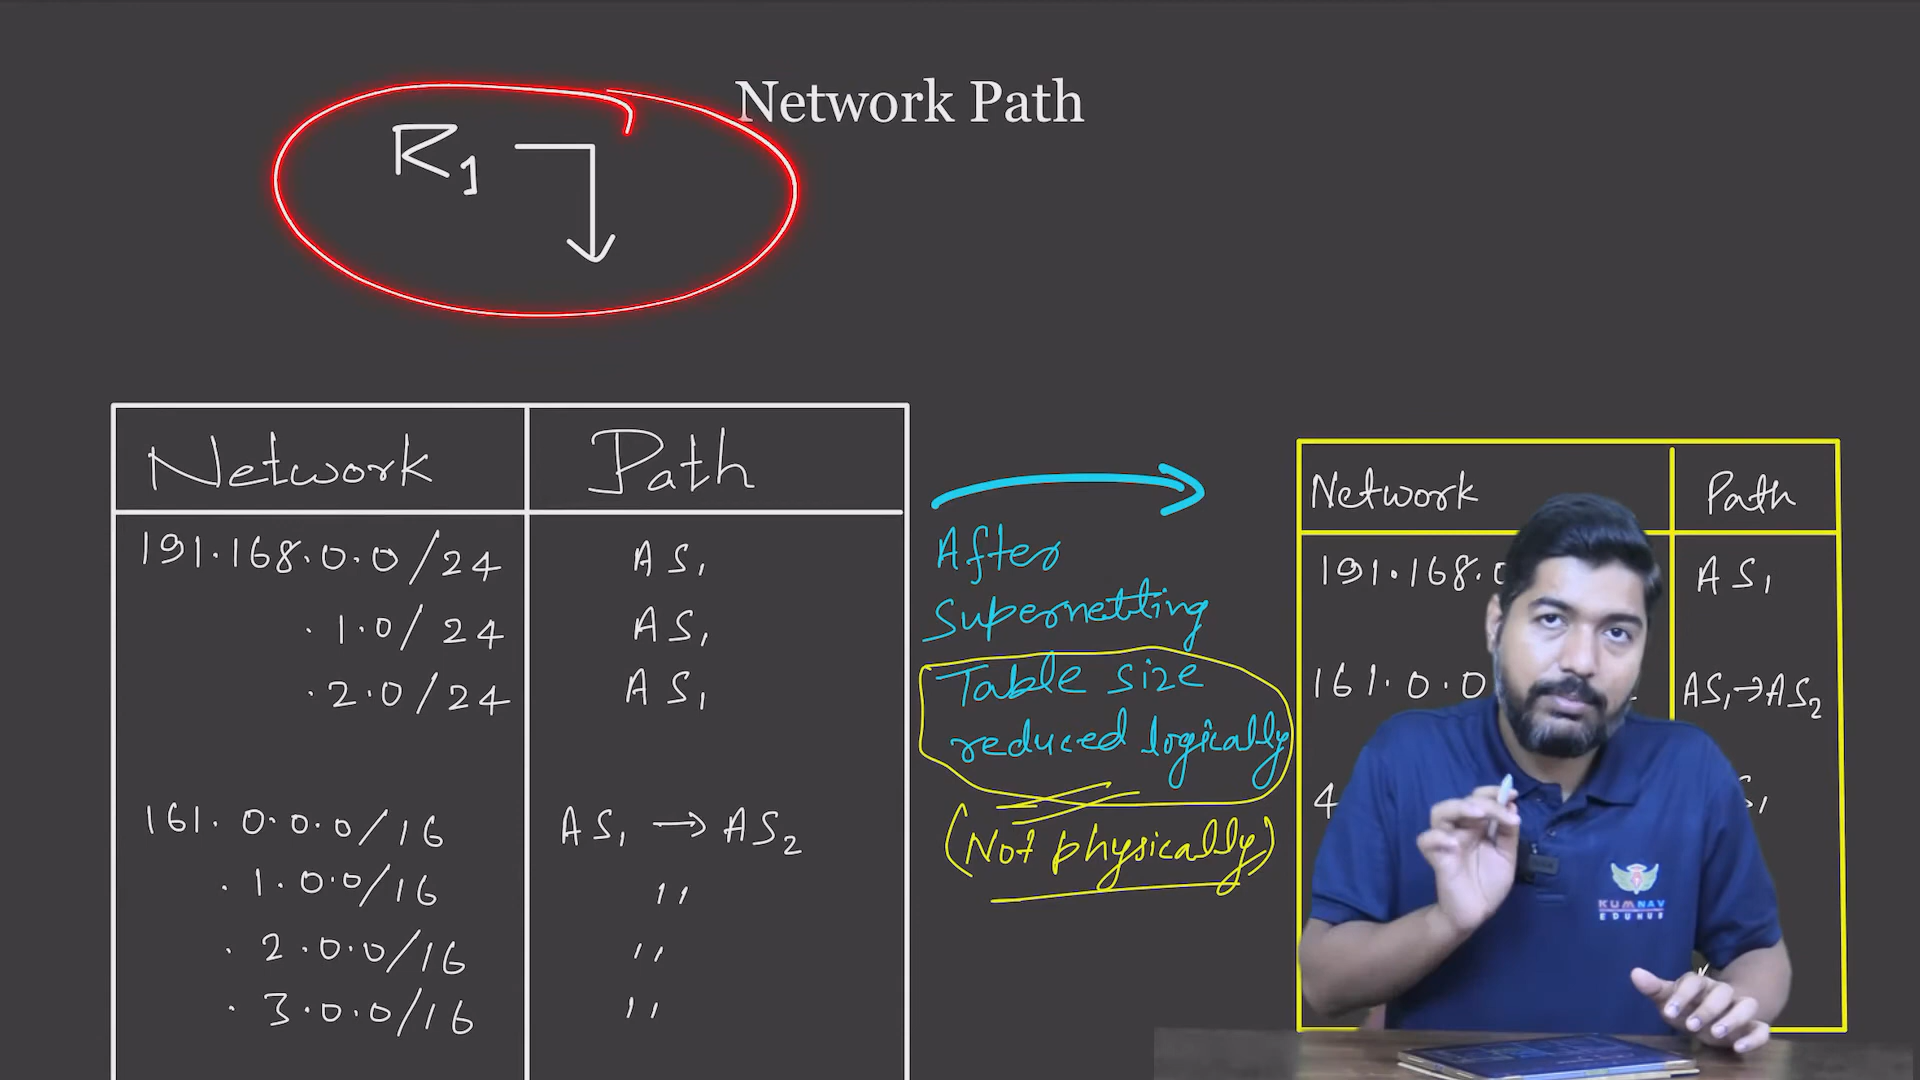 Network Path
R1
Network Path
191.168.0.0/24 AS1
.1.0/24 AS1
.2.0/24 AS1
161.0.0.0/16 AS1 → AS2
.1.0.0/16 〃
.2.0.0/16 〃
.3.0.0/16 〃
After
Supernetting
Table size
reduced logically
(Not physically)
Network Path
191.168.0 AS1
161.0.0 AS1→AS2
4
KUMNAV
EDUHUB